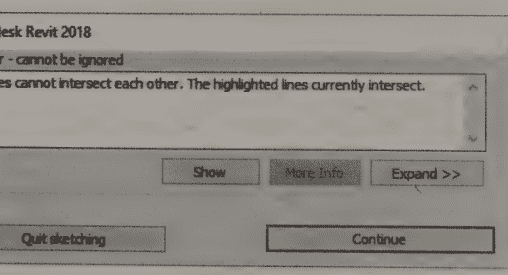 desk Revit 2018
r - cannot be ignored
es cannot intersect each other. The highlighted lines currently intersect.
Show More Info Expand >>
Quit sketching Continue